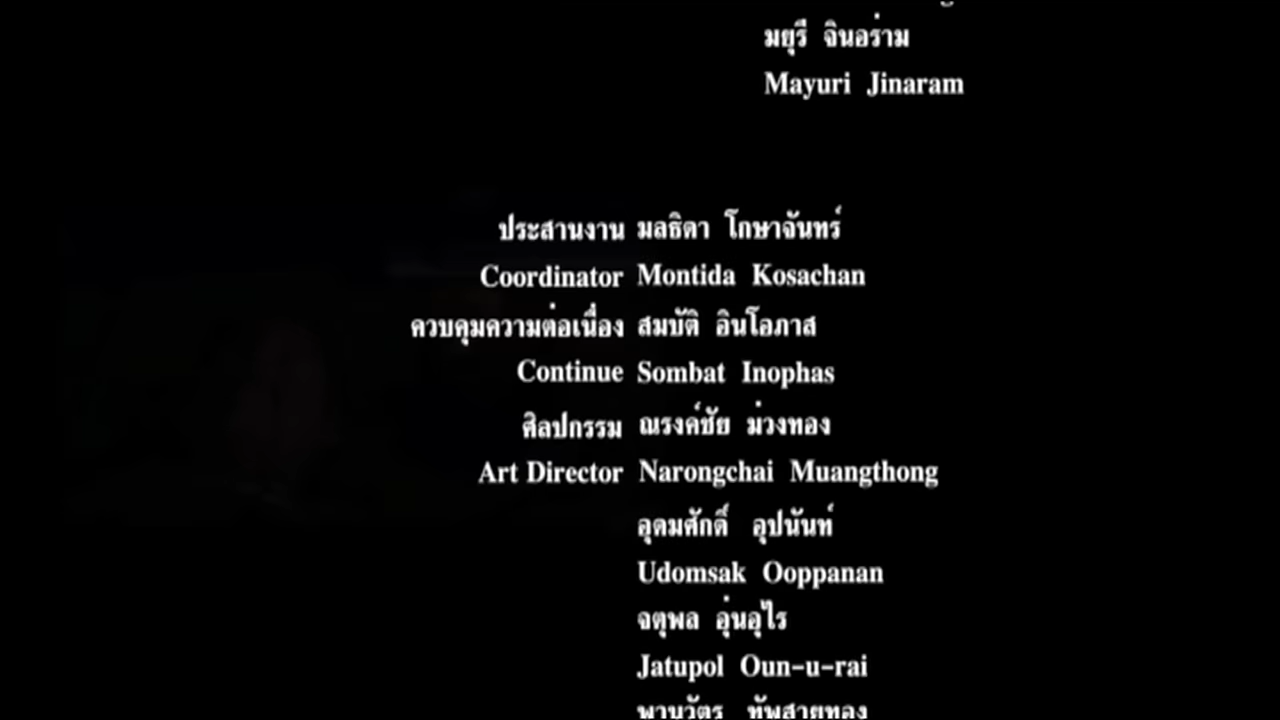 มยุรี จินอร่าม
Mayuri Jinaram
ประสานงาน มลธิดา โกษาจันทร์
Coordinator Montida Kosachan
ควบคุมความต่อเนื่อง สมบัติ อินโอภาส
Continue Sombat Inophas
ศิลปกรรม ณรงค์ชัย ม่วงทอง
Art Director Narongchai Muangthong
อุดมศักดิ์ อุปนันท์
Udomsak Ooppanan
จตุพล อุ่นอุไร
Jatupol Oun-u-rai